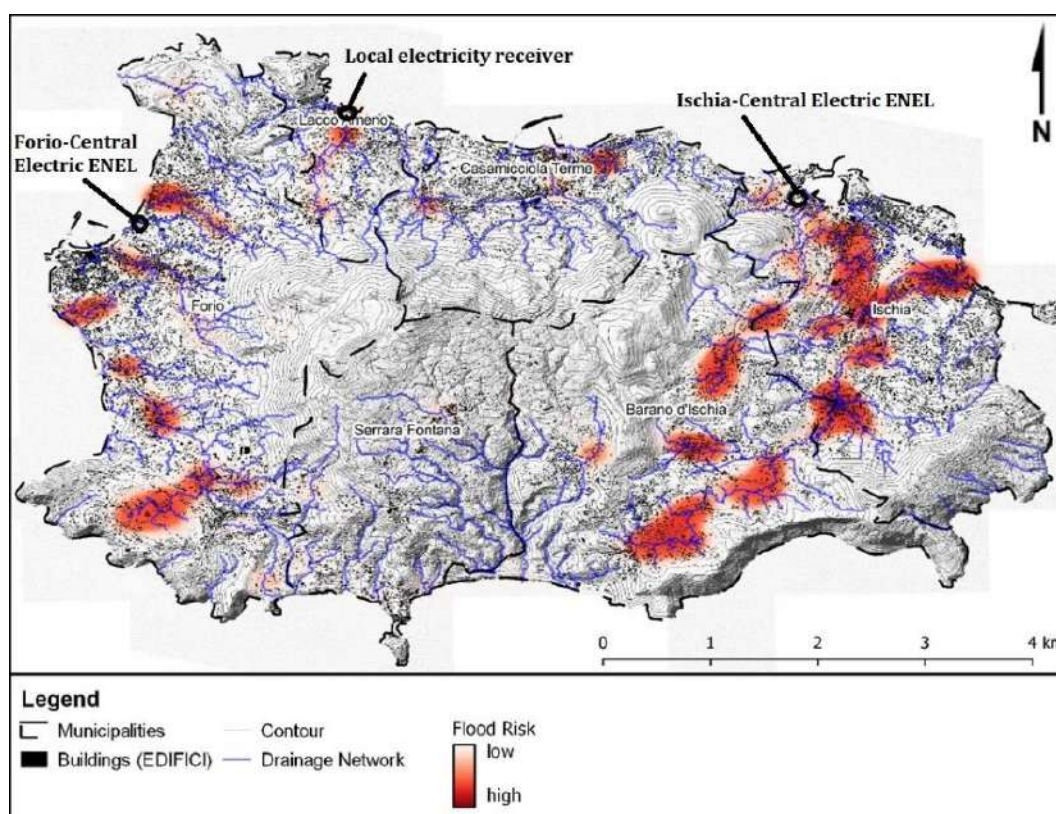 Local electricity receiver
Ischia-Central Electric ENEL
N
Lacco Ameno
Forio-Central
Electric ENEL
Casamicciola Terme
Forio
Ischia
Barano d'Ischia
Serrara Fontana
0 1 2 3 4 km
Legend
Municipalities
Contour
Flood Risk
low
Buildings (EDIFICI)
Drainage Network
high